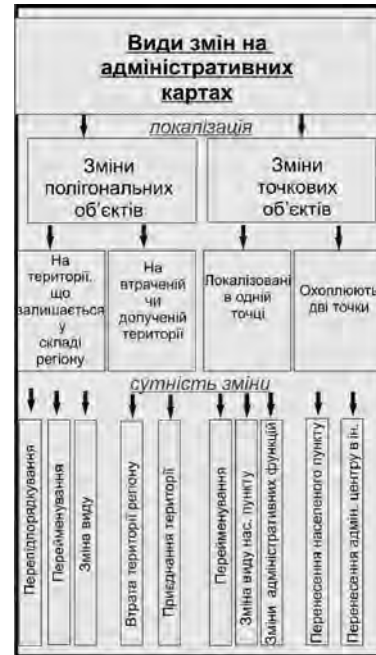 Види змін на
адміністративних
картах
локалізація
Зміни
полігональних
об'єктів
Зміни
точкових
об'єктів
На
території,
що
залишається
у
складі
регіону
На
втраченій
чи
долученій
території
Локалізовані
в одній
точці
Охоплюють
дві точки
сутність зміни
Перепідпорядкування
Перейменування
Зміна виду
Втрата території регіону
Приєднання території
Перейменування
Зміна виду нас. пункту
Зміни адміністративних функцій
Перенесення населеного пункту
Перенесення адмін. центру в ін.